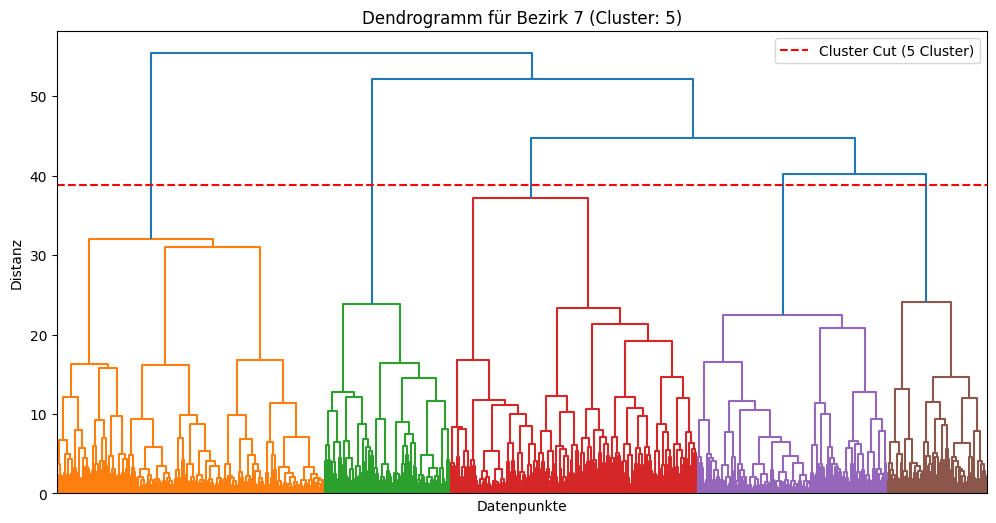 Dendrogramm für Bezirk 7 (Cluster: 5)
Cluster Cut (5 Cluster)
50
40
30
20
10
0
Distanz
Datenpunkte